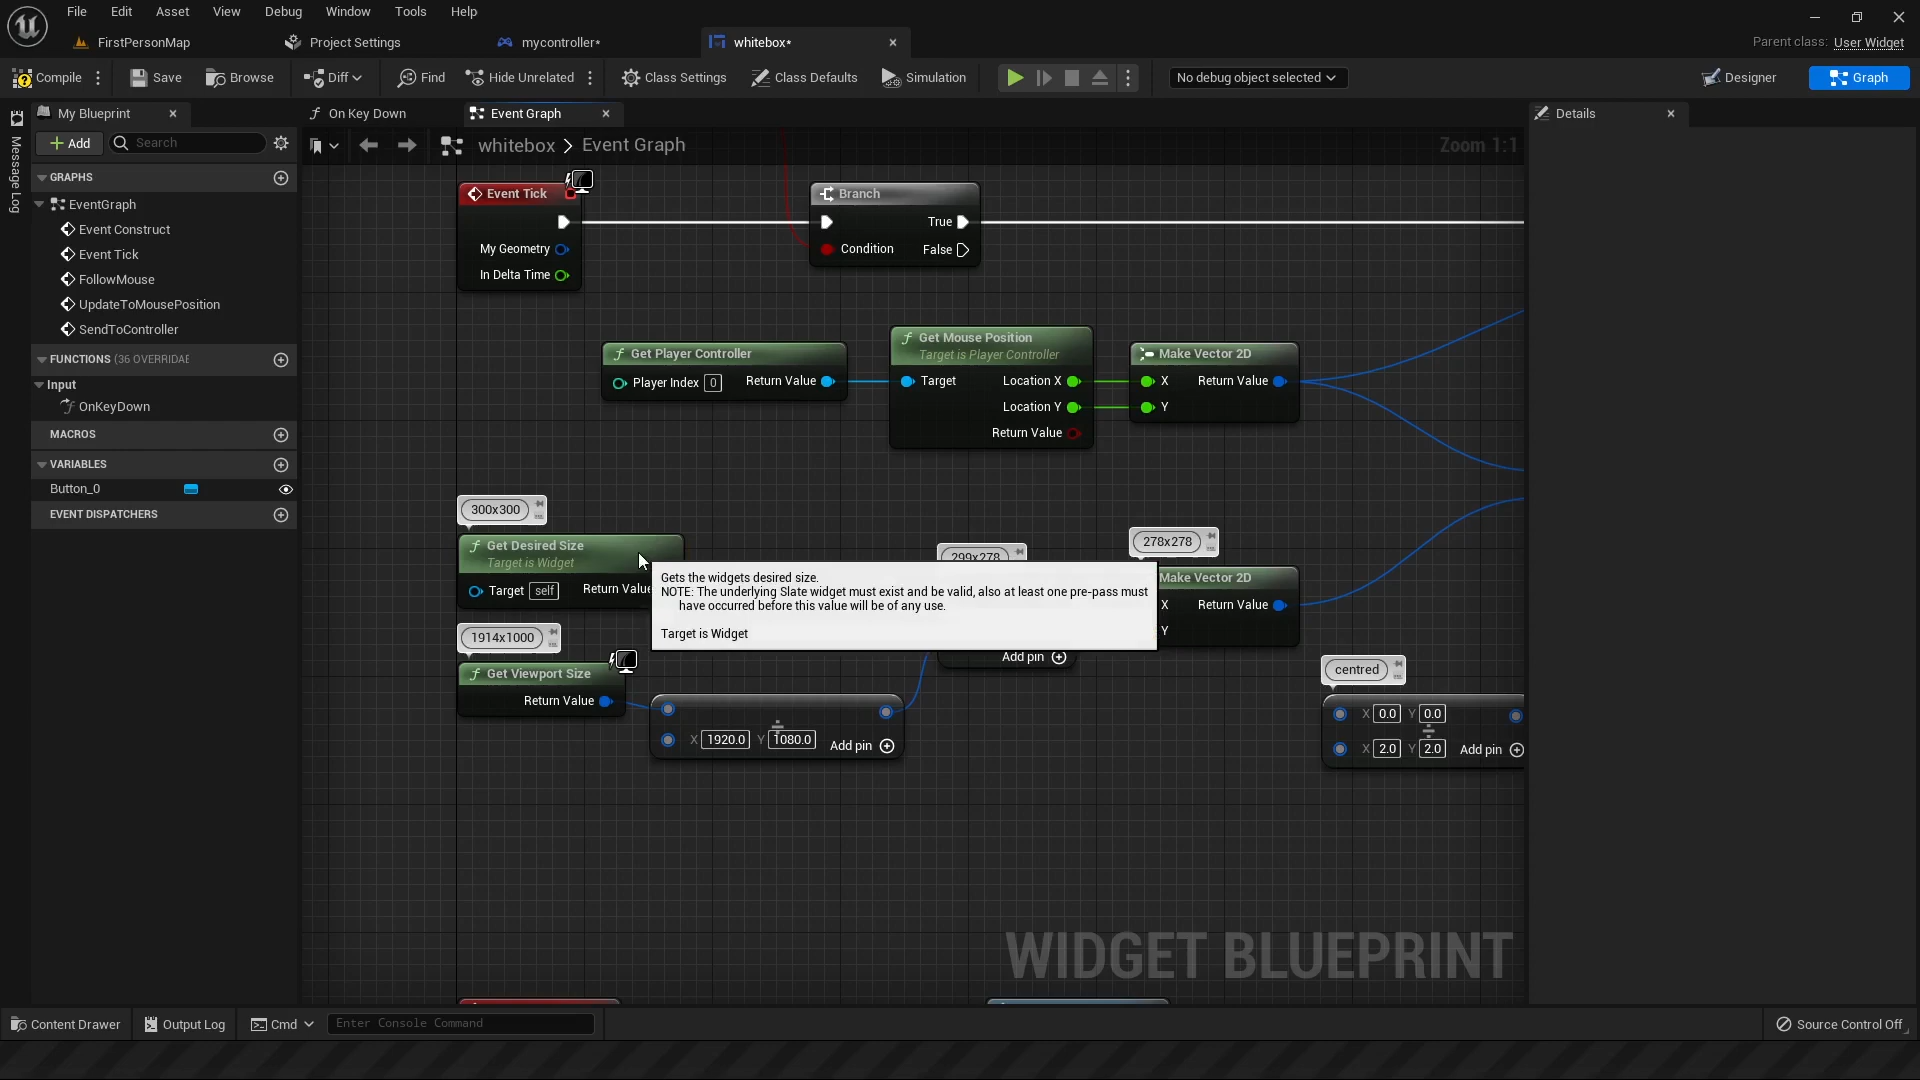 File Edit Asset View Debug Window Tools Help
FirstPersonMap Project Settings mycontroller* whitebox*
Parent class: User Widget
Compile Save Browse Diff Find Hide Unrelated Class Settings Class Defaults Simulation No debug object selected Designer Graph
My Blueprint On Key Down Event Graph Details
Message Log
Add Search
whitebox > Event Graph Zoom 1:1
GRAPHS
EventGraph
Event Construct
Event Tick
FollowMouse
UpdateToMousePosition
SendToController
FUNCTIONS (36 OVERRIDAE
Input
OnKeyDown
MACROS
VARIABLES
Button_0
EVENT DISPATCHERS
Event Tick
My Geometry
In Delta Time
Branch
True
Condition False
Get Player Controller
Player Index 0 Return Value
Get Mouse Position
Target is Player Controller
Target Location X
Location Y
Return Value
Make Vector 2D
X Return Value
Y
300x300
Get Desired Size
Target is Widget
Target self Return Value
1914x1000
Get Viewport Size
Return Value
X 1920.0 Y 1080.0 Add pin
299x278
Gets the widgets desired size.
NOTE: The underlying Slate widget must exist and be valid, also at least one pre-pass must
have occurred before this value will be of any use.
Target is Widget
Add pin
278x278
Make Vector 2D
X Return Value
Y
centred
X 0.0 Y 0.0
X 2.0 Y 2.0 Add pin
WIDGET BLUEPRINT
Content Drawer Output Log Cmd Enter Console Command Source Control Off